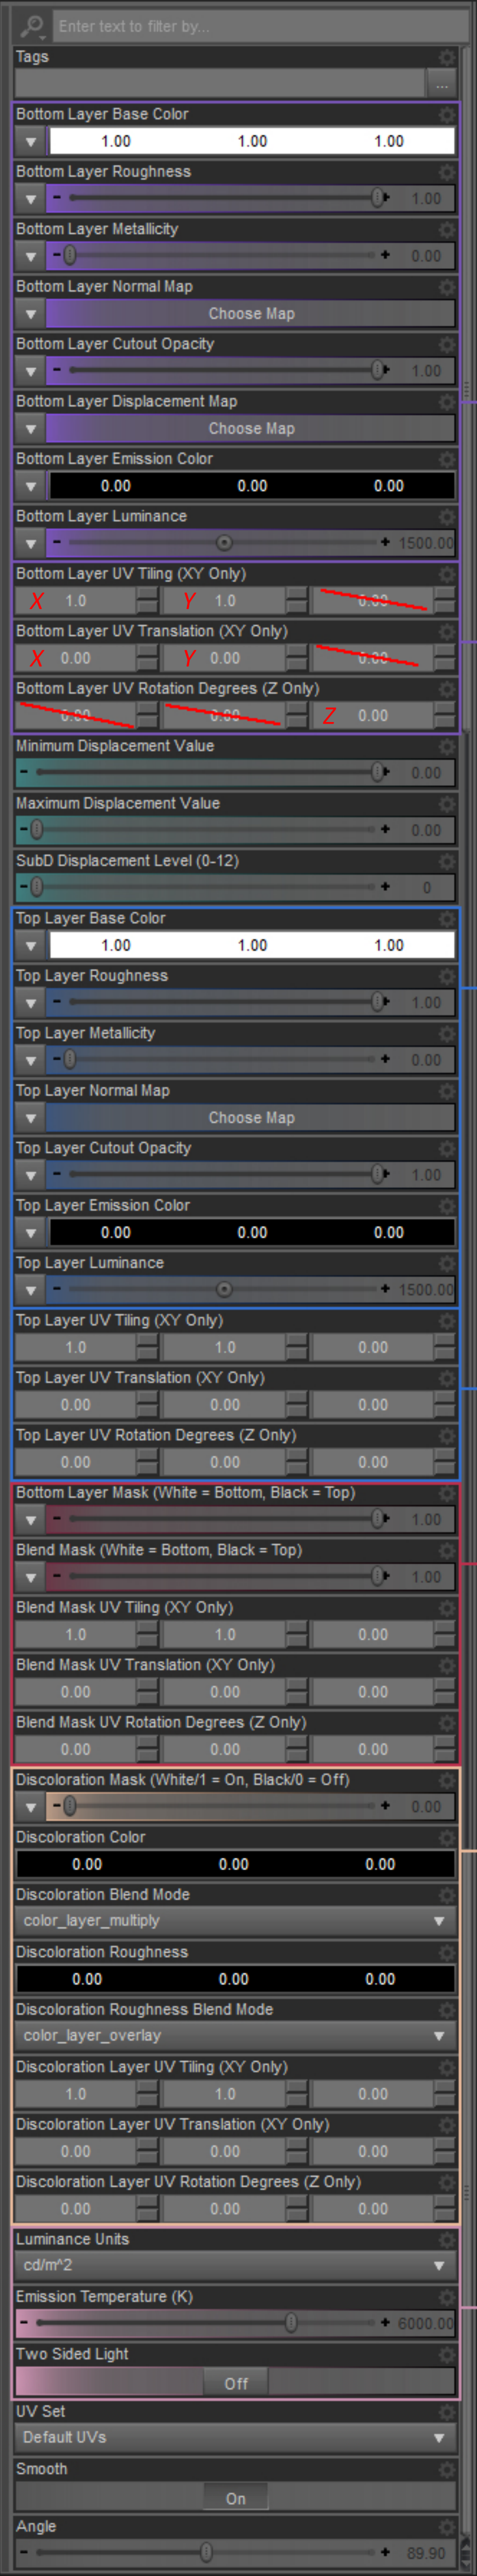 Enter text to filter by...
Tags
...
Bottom Layer Base Color
1.00 1.00 1.00
Bottom Layer Roughness
- + 1.00
Bottom Layer Metallicity
- + 0.00
Bottom Layer Normal Map
Choose Map
Bottom Layer Cutout Opacity
- + 1.00
Bottom Layer Displacement Map
Choose Map
Bottom Layer Emission Color
0.00 0.00 0.00
Bottom Layer Luminance
- + 1500.00
Bottom Layer UV Tiling (XY Only)
X 1.0 Y 1.0 0.00
Bottom Layer UV Translation (XY Only)
X 0.00 Y 0.00 0.00
Bottom Layer UV Rotation Degrees (Z Only)
0.00 0.00 Z 0.00
Minimum Displacement Value
- + 0.00
Maximum Displacement Value
- + 0.00
SubD Displacement Level (0-12)
- + 0
Top Layer Base Color
1.00 1.00 1.00
Top Layer Roughness
- + 1.00
Top Layer Metallicity
- + 0.00
Top Layer Normal Map
Choose Map
Top Layer Cutout Opacity
- + 1.00
Top Layer Emission Color
0.00 0.00 0.00
Top Layer Luminance
- + 1500.00
Top Layer UV Tiling (XY Only)
1.0 1.0 0.00
Top Layer UV Translation (XY Only)
0.00 0.00 0.00
Top Layer UV Rotation Degrees (Z Only)
0.00 0.00 0.00
Bottom Layer Mask (White = Bottom, Black = Top)
- + 1.00
Blend Mask (White = Bottom, Black = Top)
- + 1.00
Blend Mask UV Tiling (XY Only)
1.0 1.0 0.00
Blend Mask UV Translation (XY Only)
0.00 0.00 0.00
Blend Mask UV Rotation Degrees (Z Only)
0.00 0.00 0.00
Discoloration Mask (White/1 = On, Black/0 = Off)
- + 0.00
Discoloration Color
0.00 0.00 0.00
Discoloration Blend Mode
color_layer_multiply
Discoloration Roughness
0.00 0.00 0.00
Discoloration Roughness Blend Mode
color_layer_overlay
Discoloration Layer UV Tiling (XY Only)
1.0 1.0 0.00
Discoloration Layer UV Translation (XY Only)
0.00 0.00 0.00
Discoloration Layer UV Rotation Degrees (Z Only)
0.00 0.00 0.00
Luminance Units
cd/m^2
Emission Temperature (K)
- + 6000.00
Two Sided Light
Off
UV Set
Default UVs
Smooth
On
Angle
- + 89.90